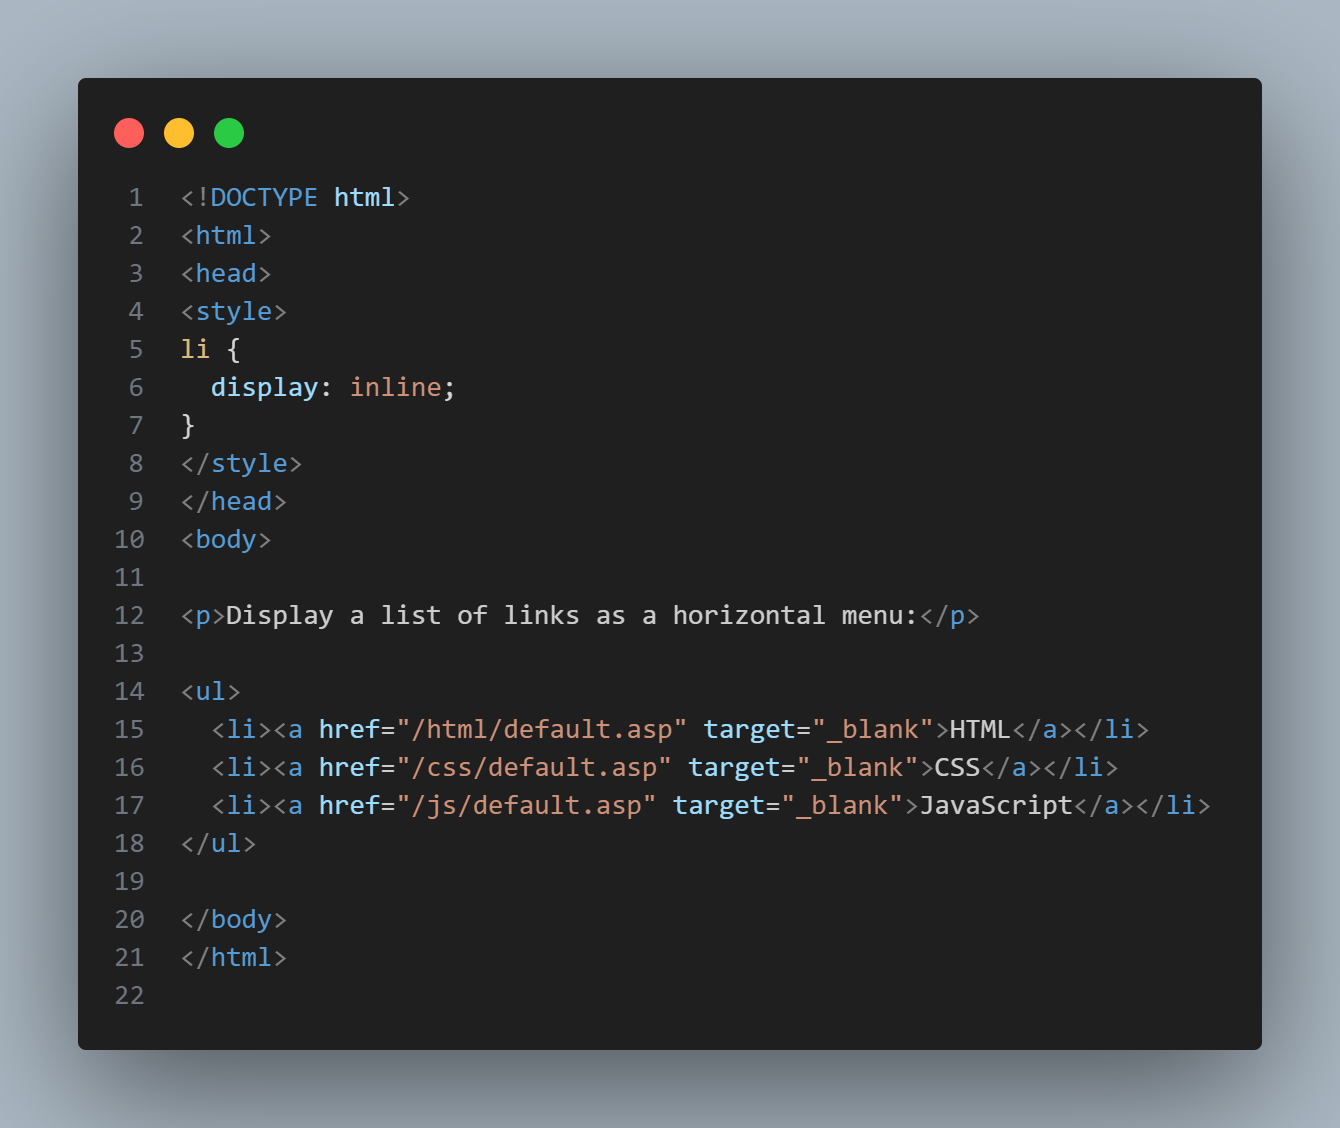 1 <!DOCTYPE html>
2 <html>
3 <head>
4 <style>
5 li {
6   display: inline;
7 }
8 </style>
9 </head>
10 <body>
11
12 <p>Display a list of links as a horizontal menu:</p>
13
14 <ul>
15   <li><a href="/html/default.asp" target="_blank">HTML</a></li>
16   <li><a href="/css/default.asp" target="_blank">CSS</a></li>
17   <li><a href="/js/default.asp" target="_blank">JavaScript</a></li>
18 </ul>
19
20 </body>
21 </html>
22